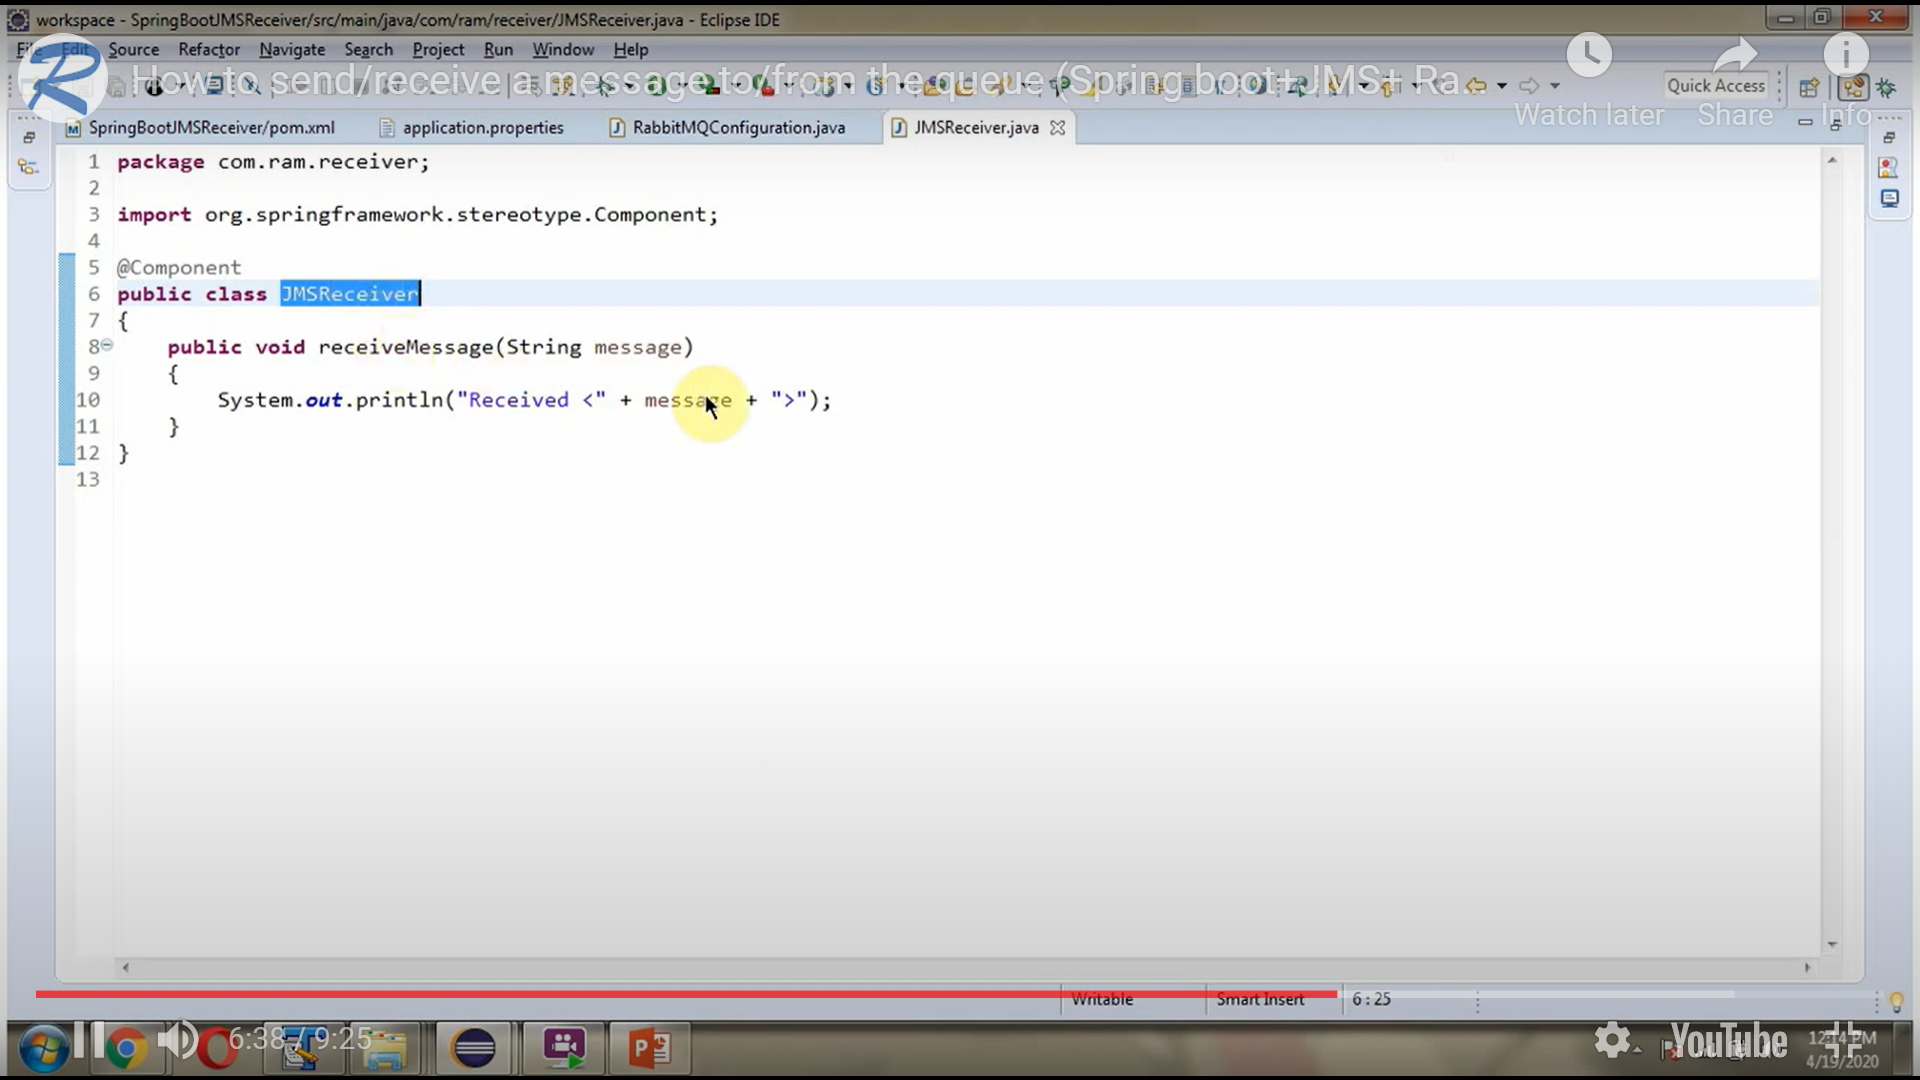 workspace - SpringBootJMSReceiver/src/main/java/com/ram/receiver/JMSReceiver.java - Eclipse IDE
File Edit Source Refactor Navigate Search Project Run Window Help
How to send/receive a message to/from the queue (Spring boot+ JMS+ Ra...
Quick Access
Watch later Share Info
SpringBootJMSReceiver/pom.xml application.properties RabbitMQConfiguration.java JMSReceiver.java
1 package com.ram.receiver;
2
3 import org.springframework.stereotype.Component;
4
5 @Component
6 public class JMSReceiver
7 {
8 public void receiveMessage(String message)
9 {
10 System.out.println("Received <" + message + ">");
11 }
12 }
13
Writable Smart Insert 6 : 25
6:38 / 9:25
YouTube
12:14 PM
4/19/2020